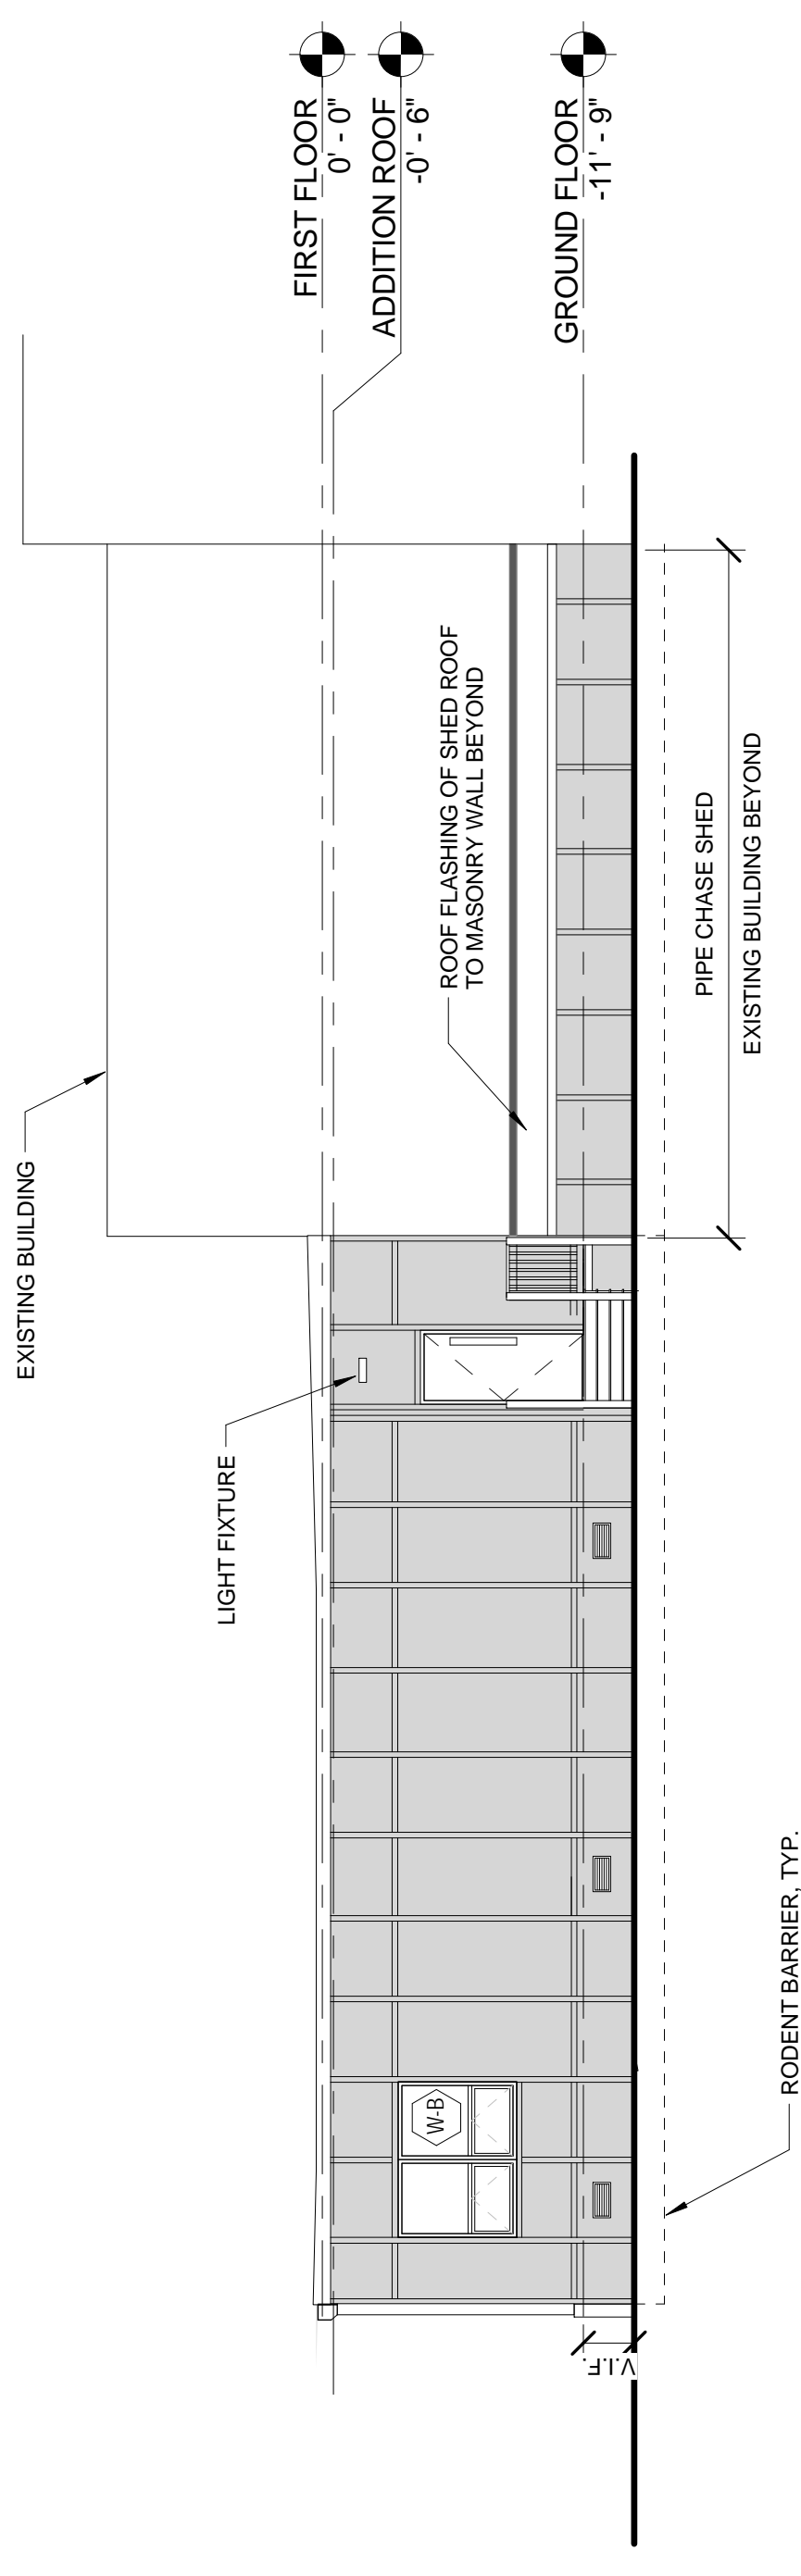 EXISTING BUILDING
LIGHT FIXTURE
ROOF FLASHING OF SHED ROOF
TO MASONRY WALL BEYOND
FIRST FLOOR
0' - 0"
ADDITION ROOF
-0' - 6"
GROUND FLOOR
-11' - 9"
W-B
V.I.F.
RODENT BARRIER, TYP.
PIPE CHASE SHED
EXISTING BUILDING BEYOND